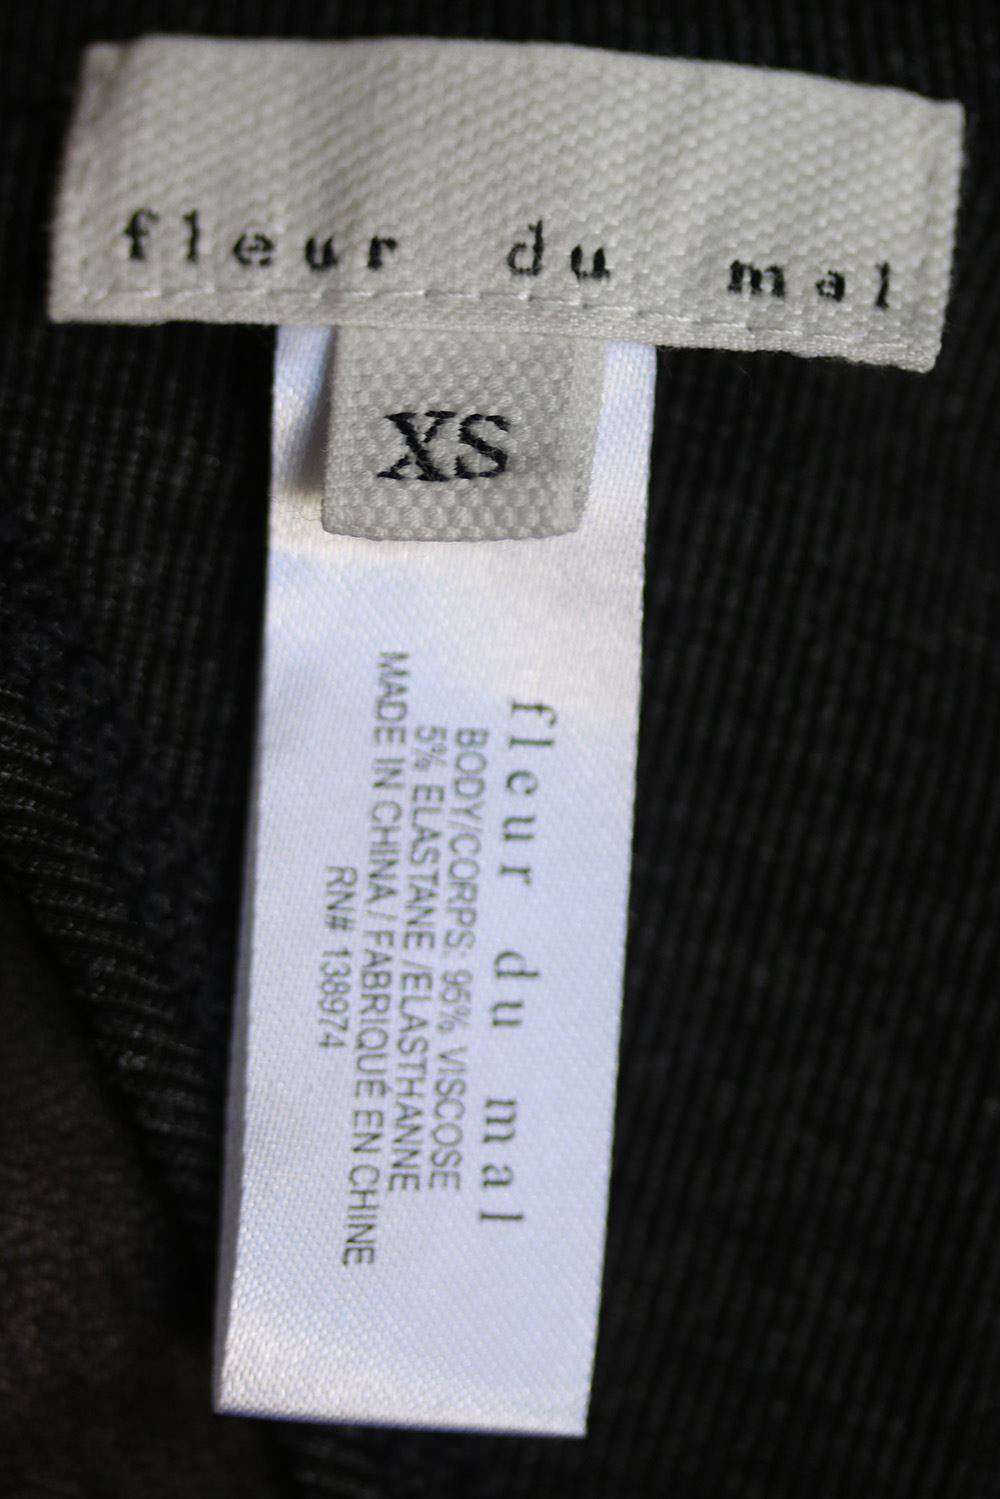 fleur du mal
XS
fleur du mal
BODY/CORPS: 95% VISCOSE
5% ELASTANE /ELASTHANNE
MADE IN CHINA / FABRIQUÉ EN CHINE
RN# 138974